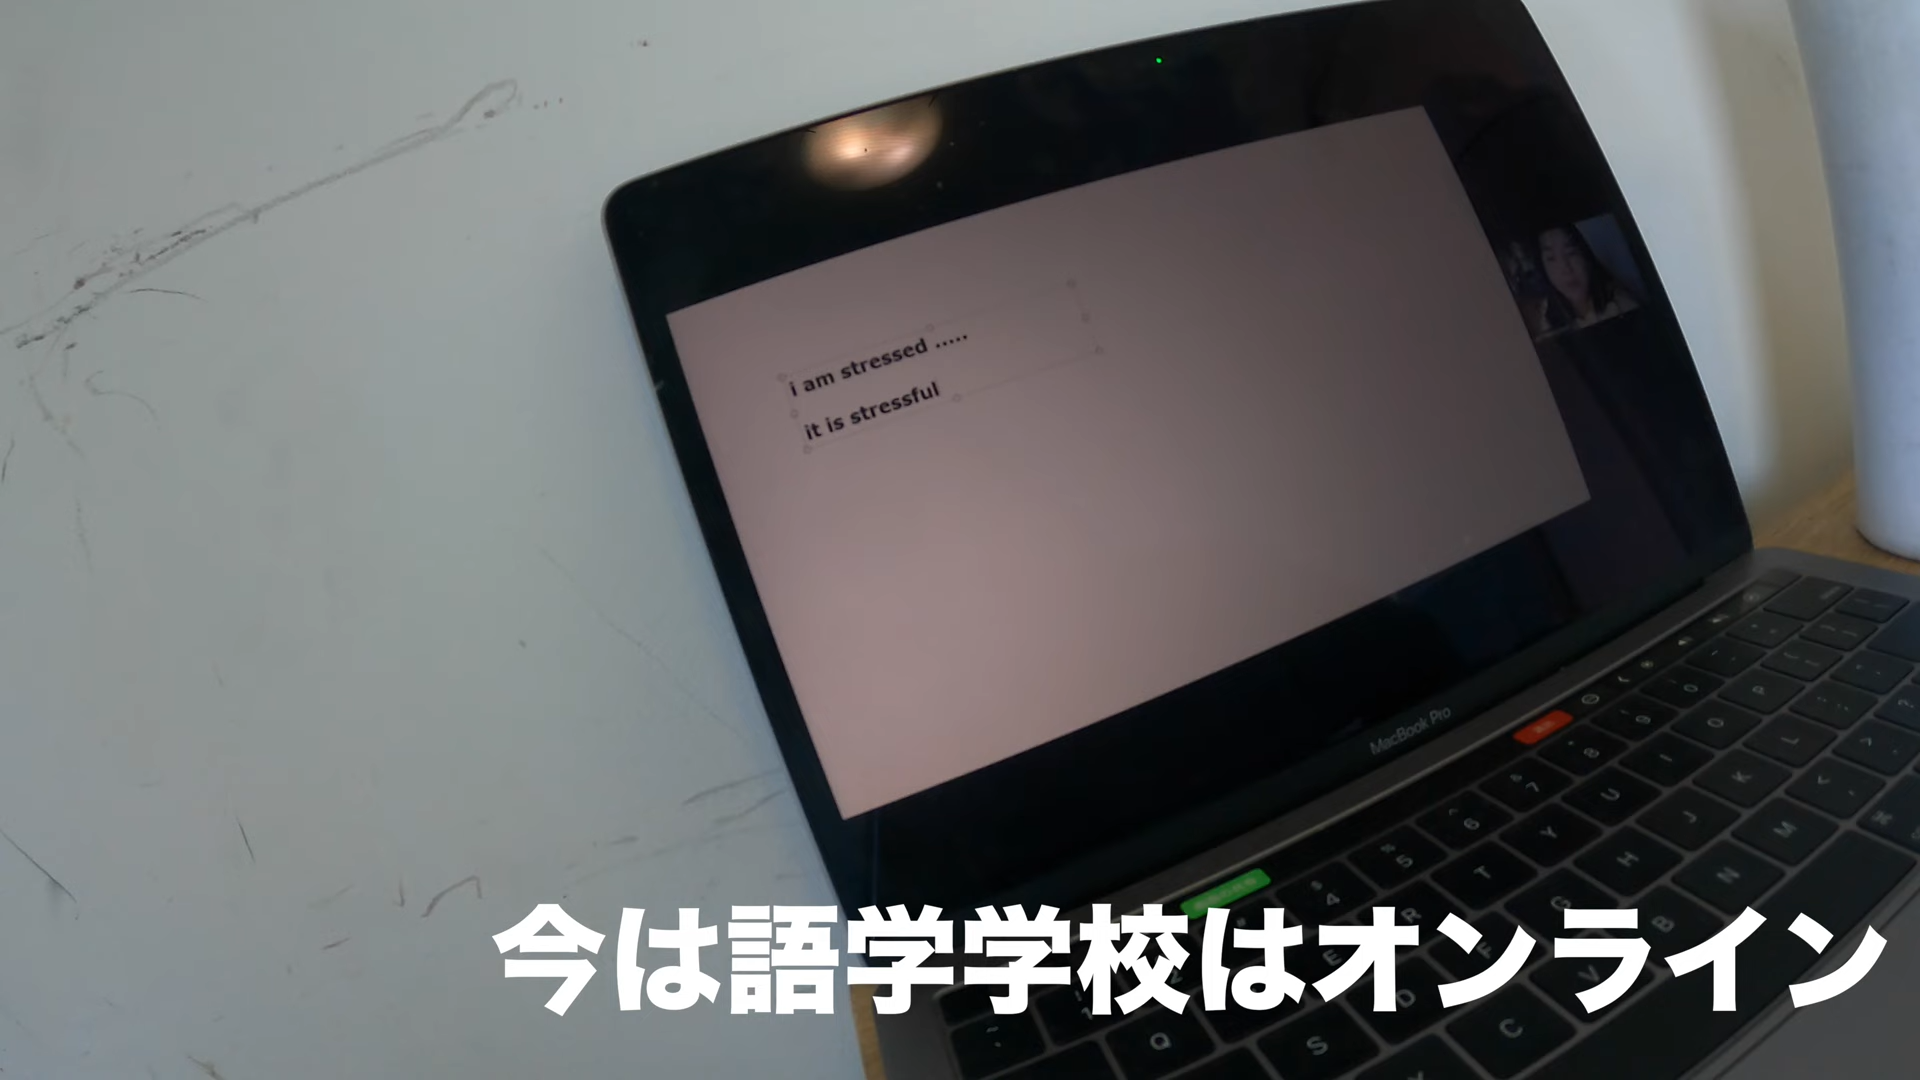 i am stressed .....
it is stressful
MacBook Pro
今は語学学校はオンライン